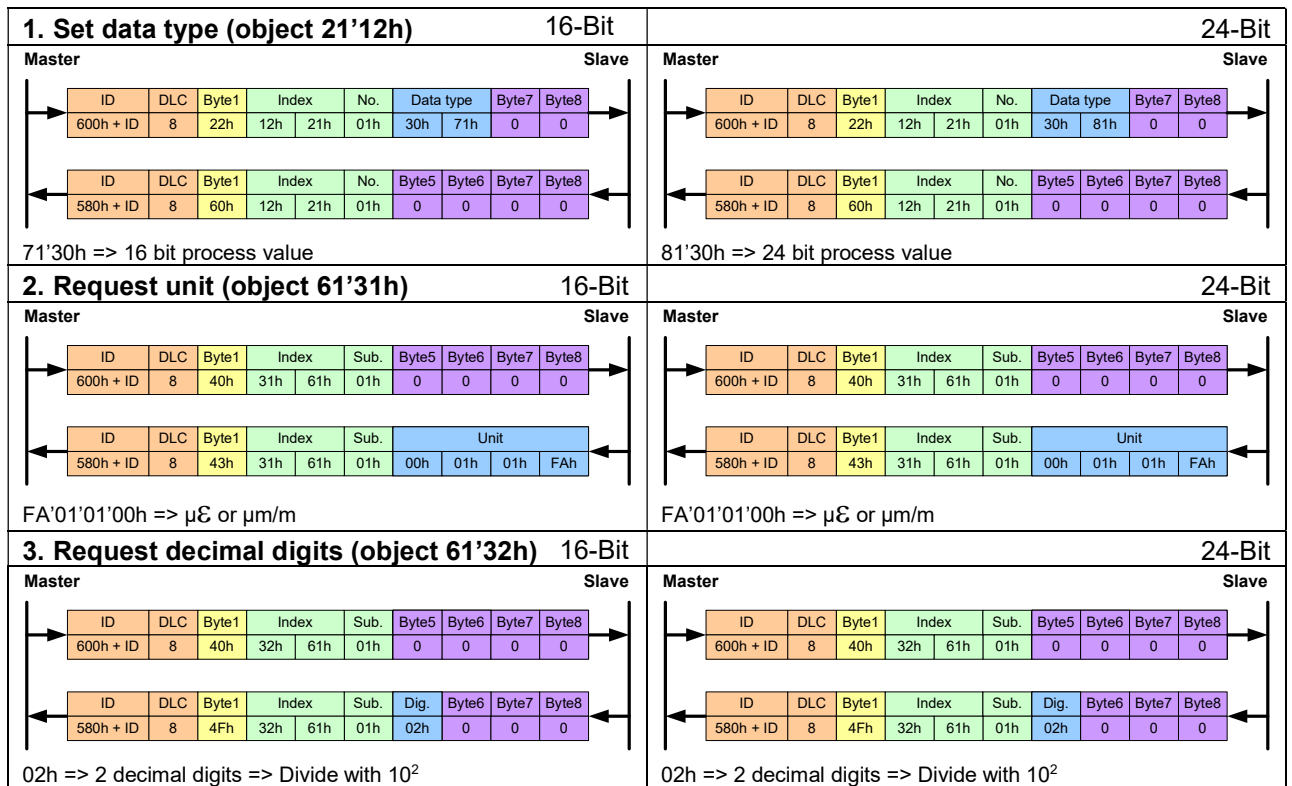 1. Set data type (object 21'12h) 16-Bit 24-Bit
Master Slave Master Slave
ID DLC Byte1 Index No. Data type Byte7 Byte8 ID DLC Byte1 Index No. Data type Byte7 Byte8
600h + ID 8 22h 12h 21h 01h 30h 71h 0 0 600h + ID 8 22h 12h 21h 01h 30h 81h 0 0
ID DLC Byte1 Index No. Byte5 Byte6 Byte7 Byte8 ID DLC Byte1 Index No. Byte5 Byte6 Byte7 Byte8
580h + ID 8 60h 12h 21h 01h 0 0 0 0 580h + ID 8 60h 12h 21h 01h 0 0 0 0
71'30h => 16 bit process value 81'30h => 24 bit process value
2. Request unit (object 61'31h) 16-Bit 24-Bit
Master Slave Master Slave
ID DLC Byte1 Index Sub. Byte5 Byte6 Byte7 Byte8 ID DLC Byte1 Index Sub. Byte5 Byte6 Byte7 Byte8
600h + ID 8 40h 31h 61h 01h 0 0 0 0 600h + ID 8 40h 31h 61h 01h 0 0 0 0
ID DLC Byte1 Index Sub. Unit ID DLC Byte1 Index Sub. Unit
580h + ID 8 43h 31h 61h 01h 00h 01h 01h FAh 580h + ID 8 43h 31h 61h 01h 00h 01h 01h FAh
FA'01'01'00h => µƐ or µm/m FA'01'01'00h => µƐ or µm/m
3. Request decimal digits (object 61'32h) 16-Bit 24-Bit
Master Slave Master Slave
ID DLC Byte1 Index Sub. Byte5 Byte6 Byte7 Byte8 ID DLC Byte1 Index Sub. Byte5 Byte6 Byte7 Byte8
600h + ID 8 40h 32h 61h 01h 0 0 0 0 600h + ID 8 40h 32h 61h 01h 0 0 0 0
ID DLC Byte1 Index Sub. Dig. Byte6 Byte7 Byte8 ID DLC Byte1 Index Sub. Dig. Byte6 Byte7 Byte8
580h + ID 8 4Fh 32h 61h 01h 02h 0 0 0 580h + ID 8 4Fh 32h 61h 01h 02h 0 0 0
02h => 2 decimal digits => Divide with 10² 02h => 2 decimal digits => Divide with 10²